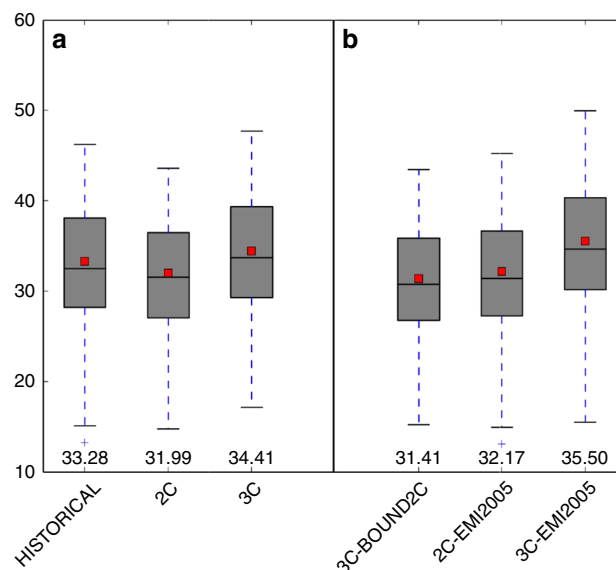 60
50
40
30
20
10
a
b
33.28
31.99
34.41
31.41
32.17
35.50
HISTORICAL
2C
3C
3C-BOUND2C
2C-EMI2005
3C-EMI2005